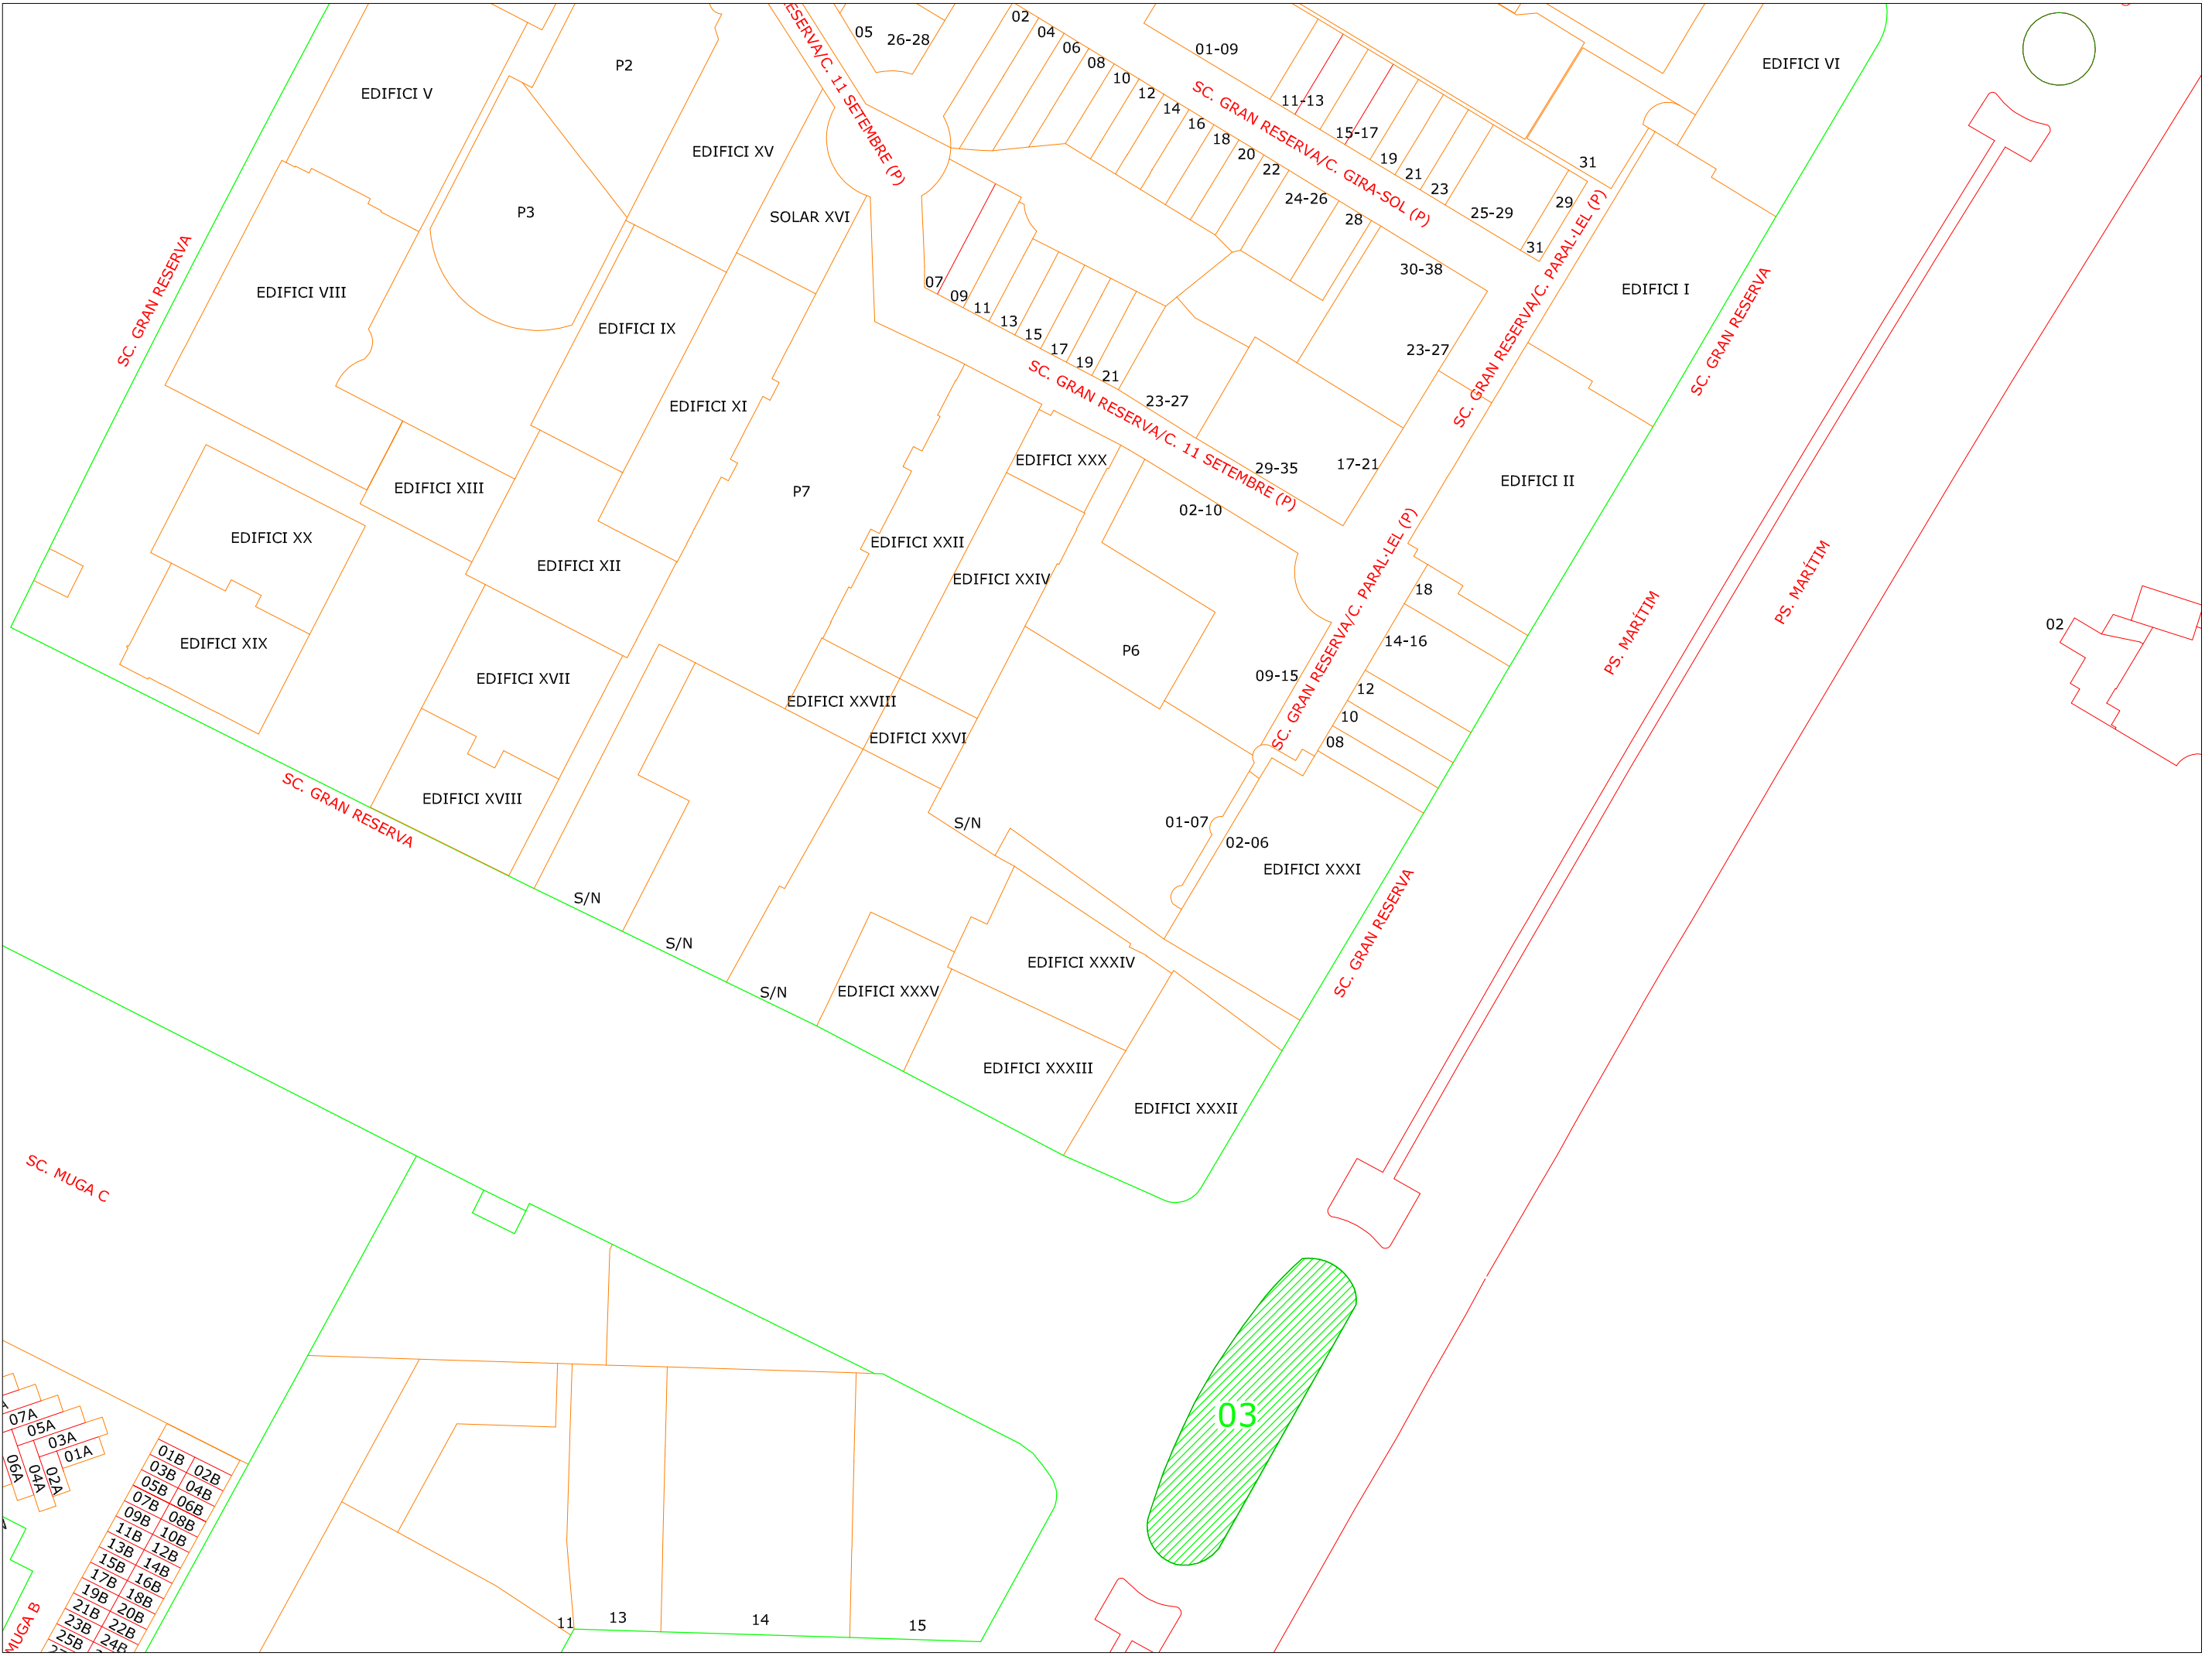 02
04
06
08
10
12
14
16
18
20
22
24-26
28
30-38
05
26-28
01-09
11-13
15-17
19
21
23
25-29
29
31
31
EDIFICI VI
EDIFICI V
P2
EDIFICI XV
P3
SOLAR XVI
RESERVA/C. 11 SETEMBRE (P)
SC. GRAN RESERVA/C. GIRA-SOL (P)
SC. GRAN RESERVA/C. PARAL·LEL (P)
SC. GRAN RESERVA
EDIFICI VIII
EDIFICI IX
EDIFICI XI
EDIFICI I
SC. GRAN RESERVA
07
09
11
13
15
17
19
21
23-27
29-35
17-21
23-27
SC. GRAN RESERVA/C. 11 SETEMBRE (P)
EDIFICI XIII
EDIFICI XX
EDIFICI XII
P7
EDIFICI XXX
EDIFICI XXII
EDIFICI XXIV
02-10
EDIFICI II
SC. GRAN RESERVA/C. PARAL·LEL (P)
PS. MARÍTIM
PS. MARÍTIM
02
18
14-16
12
10
08
P6
09-15
EDIFICI XIX
EDIFICI XVII
EDIFICI XXVIII
EDIFICI XXVI
EDIFICI XVIII
SC. GRAN RESERVA
S/N
01-07
02-06
EDIFICI XXXI
SC. GRAN RESERVA
S/N
S/N
S/N
EDIFICI XXXIV
EDIFICI XXXV
EDIFICI XXXIII
EDIFICI XXXII
SC. MUGA C
03
07A
05A
03A
01A
06A
04A
02A
01B
02B
03B
04B
05B
06B
07B
08B
09B
10B
11B
12B
13B
14B
15B
16B
17B
18B
19B
20B
21B
22B
23B
24B
25B
MUGA B
11
13
14
15